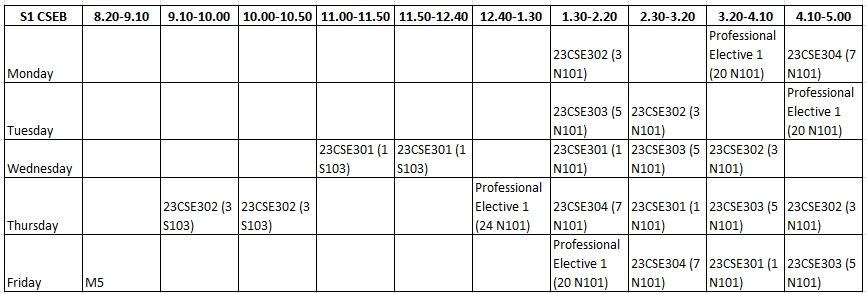 S1 CSEB 8.20-9.10 9.10-10.00 10.00-10.50 11.00-11.50 11.50-12.40 12.40-1.30 1.30-2.20 2.30-3.20 3.20-4.10 4.10-5.00
Monday
23CSE302 (3
N101)
Professional
Elective 1
(20 N101)
23CSE304 (7
N101)
Tuesday
23CSE303 (5
N101)
23CSE302 (3
N101)
Professional
Elective 1
(20 N101)
Wednesday
23CSE301 (1
S103)
23CSE301 (1
S103)
23CSE301 (1
N101)
23CSE303 (5
N101)
23CSE302 (3
N101)
Thursday
23CSE302 (3
S103)
23CSE302 (3
S103)
Professional
Elective 1
(24 N101)
23CSE304 (7
N101)
23CSE301 (1
N101)
23CSE303 (5
N101)
23CSE302 (3
N101)
Friday
M5
Professional
Elective 1
(20 N101)
23CSE304 (7
N101)
23CSE301 (1
N101)
23CSE303 (5
N101)